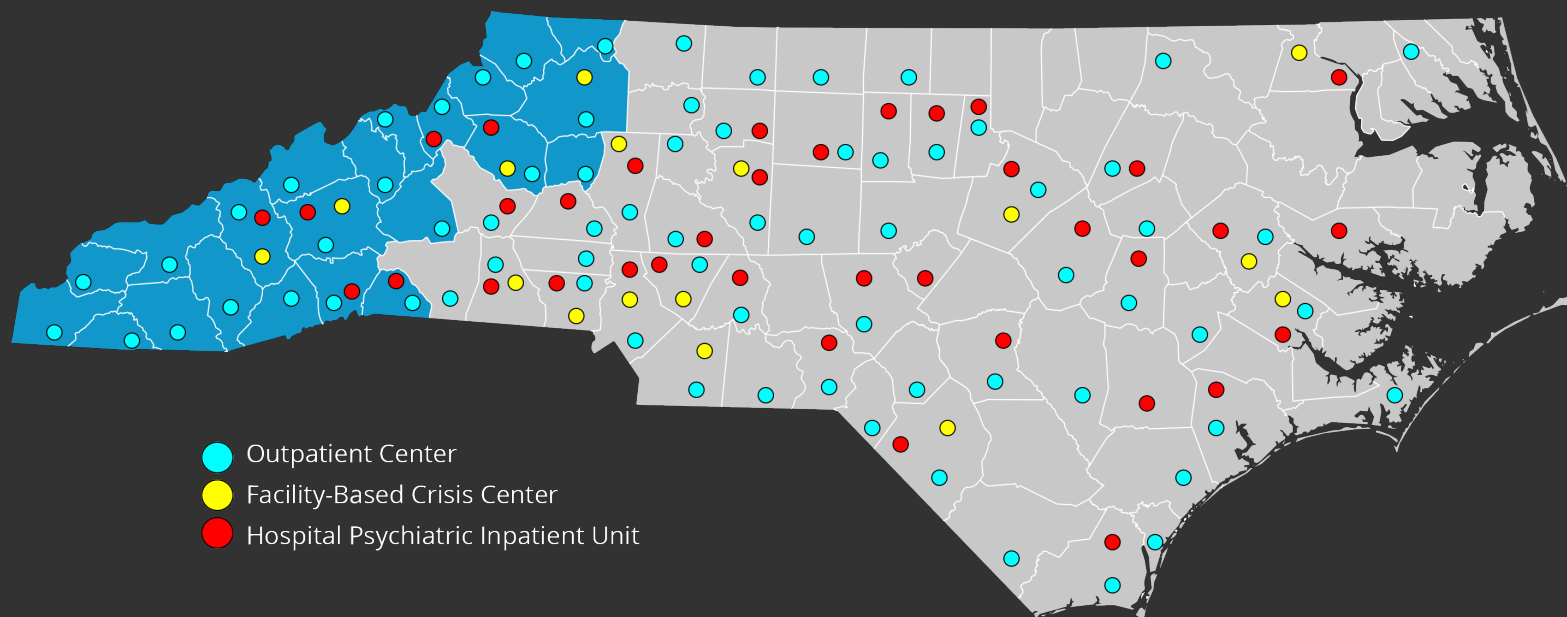 Outpatient Center
Facility-Based Crisis Center
Hospital Psychiatric Inpatient Unit